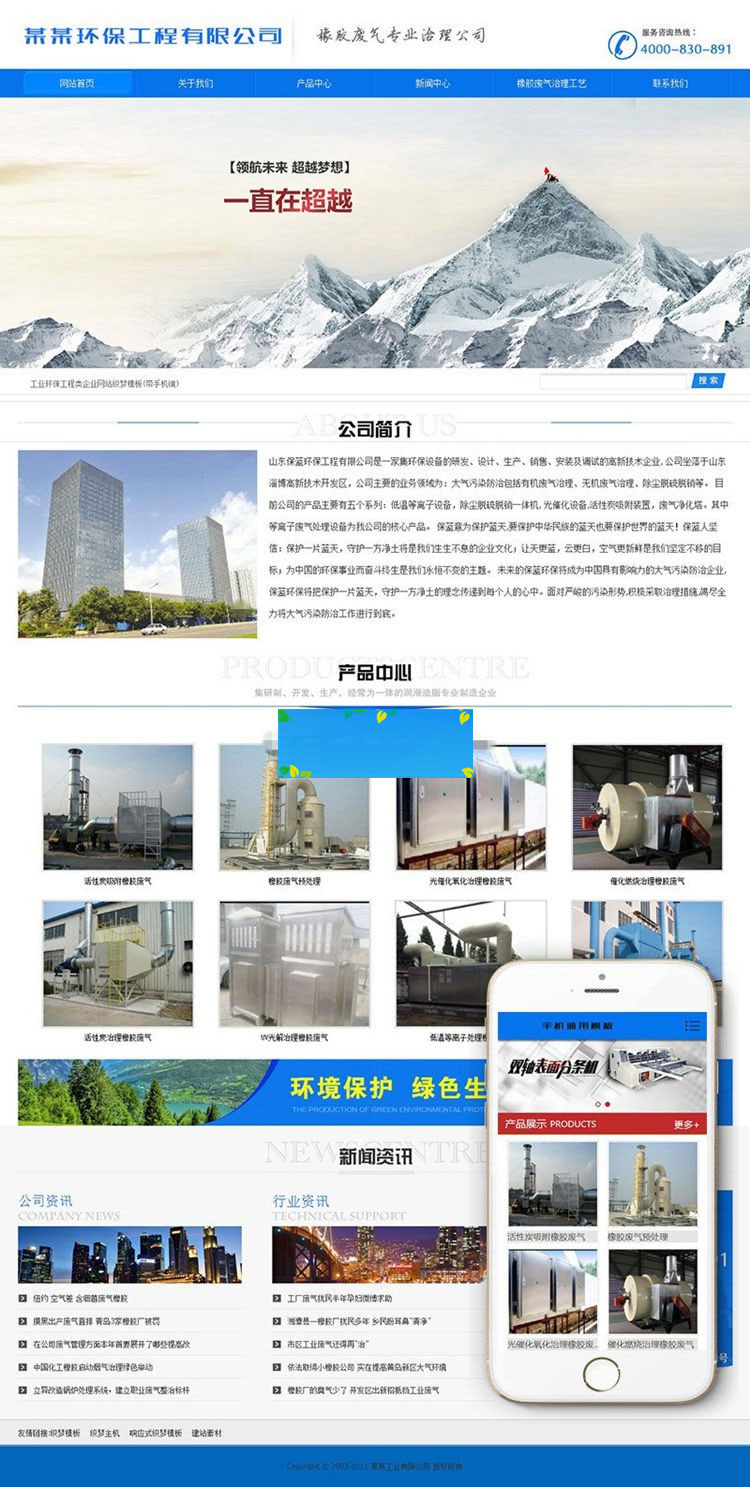 某某环保工程有限公司
橡胶废气专业治理公司
服务咨询热线：
4000-830-891
网站首页 关于我们 产品中心 新闻中心 橡胶废气治理工艺 联系我们
【领航未来 超越梦想】
一直在超越
工业环保工程类企业网站织梦模板(带手机端)
搜索
ABOUT US
公司简介
山东保蓝环保工程有限公司是一家集环保设备的研发、设计、生产、销售、安装及调试的高新技术企业, 公司坐落于山东
淄博高新技术开发区，公司主要的业务领域为：大气污染防治包括有机废气治理、无机废气治理、除尘脱硫脱硝等。 目
前公司的产品主要有五个系列：低温等离子设备，除尘脱硫脱硝一体机, 光催化设备,活性炭吸附装置，废气净化塔。其中
等离子废气处理设备为我公司的核心产品。 保蓝意为保护蓝天,要保护中华民族的蓝天也要保护世界的蓝天！保蓝人坚
信：保护一片蓝天，守护一方净土将是我们生生不息的企业文化；让天更蓝，云更白，空气更新鲜是我们坚定不移的目
标；为中国的环保事业而奋斗终生是我们永恒不变的主题。 未来的保蓝环保将成为中国具有影响力的大气污染防治企业,
保蓝环保将把保护一片蓝天，守护一方净土的理念传递到每个人的心中。面对严峻的污染形势,积极采取治理措施,竭尽全
力将大气污染防治工作进行到底。
PRODUCTS CENTRE
产品中心
集研制、开发、生产、经营为一体的润滑油脂专业制造企业
活性炭吸附橡胶废气 橡胶废气预处理 光催化氧化治理橡胶废气 催化燃烧治理橡胶废气
活性炭治理橡胶废气 UV光解治理橡胶废气 低温等离子处理橡
环境保护 绿色生
THE PRODUCTION OF GREEN ENVIRONMENTAL PROT
NEWS CENTRE
新闻资讯
公司资讯
COMPANY NEWS
纽约 空气签 含细菌废气橡胶
摸黑出产废气直排 青岛3家橡胶厂被罚
在公司废气管理方面本年首要展开了哪些提高改
中国化工橡胶启动烟气治理绿色举动
立异改造锅炉处理系统，建立职业废气整治标杆
行业资讯
TECHNICAL SUPPORT
工厂废气扰民半年孕妇微博求助
湘潭县一橡胶厂扰民多年 乡民盼耳鼻"清净"
市区工业废气还得再"治"
依法取缔小橡胶公司 实在提高黄岛新区大气环境
橡胶厂的臭气少了 开发区出新招抵挡工业废气
手机通用模板
双轴表面分条机
产品展示 PRODUCTS 更多+
活性炭吸附橡胶废气 橡胶废气预处理
光催化氧化治理橡胶废... 催化燃烧治理橡胶废气
友情链接:织梦模板 织梦主机 响应式织梦模板 建站素材
Copyright © 2002-2011 某某工业有限公司 版权所有